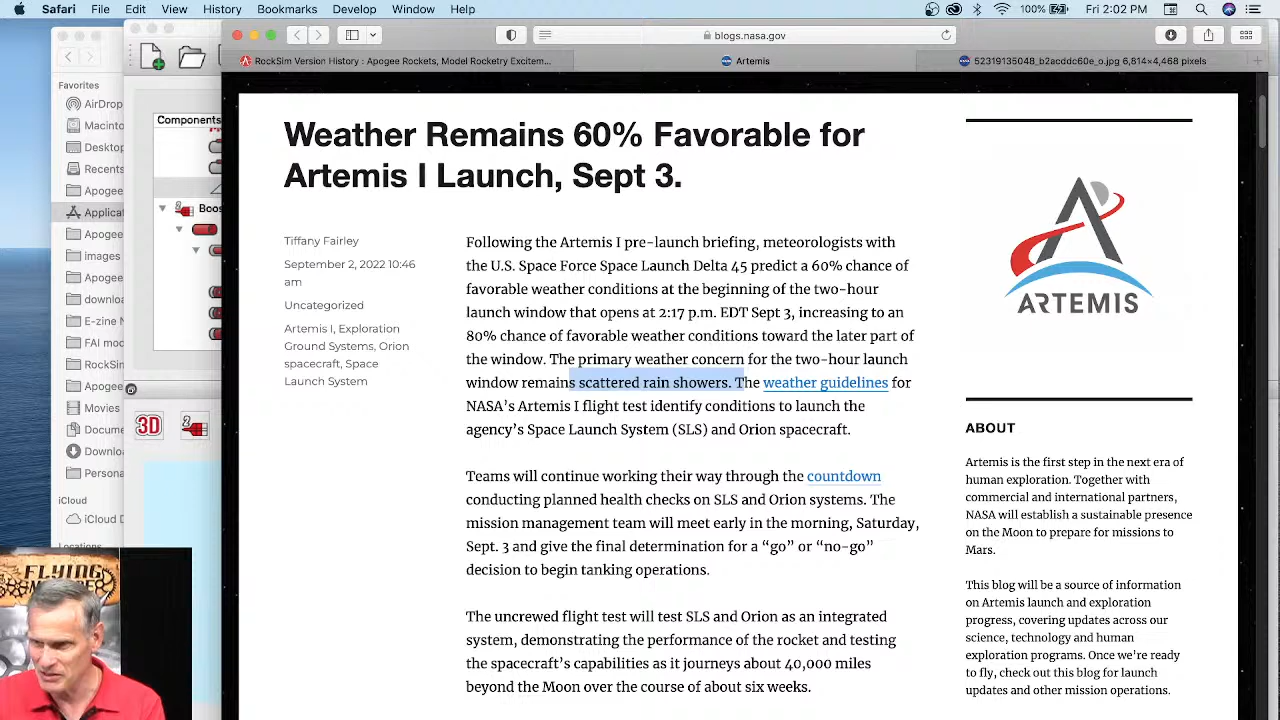 Safari File Edit View History Bookmarks Develop Window Help
100% Fri 2:02 PM
blogs.nasa.gov
RockSim Version History : Apogee Rockets, Model Rocketry Excitem...
Artemis
52319135048_b2acddc60e_o.jpg 6,814×4,468 pixels
Favorites
AirDrop
Macinto
Desktop
Recents
Apogee
Applicat
Apogee
images
Apogee
downloa
E-zine N
FAI mod
RockSim
Apogee
Movies
Docume
Downloa
Persona
iCloud
iCloud D
Locations
Components
Boos
3D
FLYING
Weather Remains 60% Favorable for
Artemis I Launch, Sept 3.
Tiffany Fairley
September 2, 2022 10:46
am
Uncategorized
Artemis I, Exploration
Ground Systems, Orion
spacecraft, Space
Launch System
Following the Artemis I pre-launch briefing, meteorologists with
the U.S. Space Force Space Launch Delta 45 predict a 60% chance of
favorable weather conditions at the beginning of the two-hour
launch window that opens at 2:17 p.m. EDT Sept 3, increasing to an
80% chance of favorable weather conditions toward the later part of
the window. The primary weather concern for the two-hour launch
window remains scattered rain showers. The weather guidelines for
NASA's Artemis I flight test identify conditions to launch the
agency's Space Launch System (SLS) and Orion spacecraft.
Teams will continue working their way through the countdown
conducting planned health checks on SLS and Orion systems. The
mission management team will meet early in the morning, Saturday,
Sept. 3 and give the final determination for a “go” or “no-go”
decision to begin tanking operations.
The uncrewed flight test will test SLS and Orion as an integrated
system, demonstrating the performance of the rocket and testing
the spacecraft's capabilities as it journeys about 40,000 miles
beyond the Moon over the course of about six weeks.
ARTEMIS
ABOUT
Artemis is the first step in the next era of
human exploration. Together with
commercial and international partners,
NASA will establish a sustainable presence
on the Moon to prepare for missions to
Mars.
This blog will be a source of information
on Artemis launch and exploration
progress, covering updates across our
science, technology and human
exploration programs. Once we're ready
to fly, check out this blog for launch
updates and other mission operations.